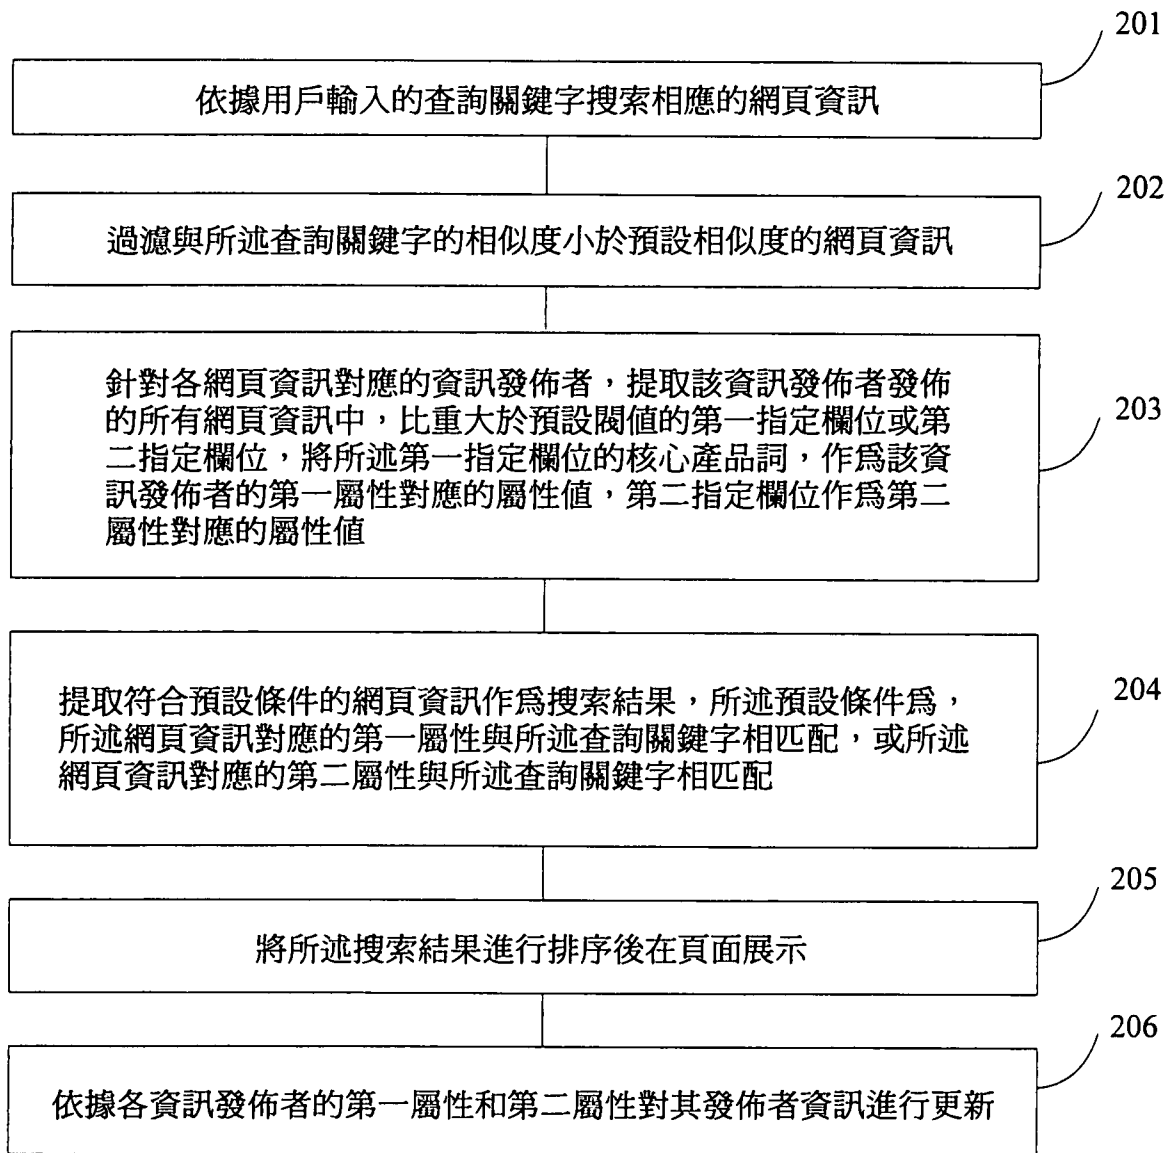 201
依據用戶輸入的查詢關鍵字搜索相應的網頁資訊
202
過濾與所述查詢關鍵字的相似度小於預設相似度的網頁資訊
針對各網頁資訊對應的資訊發佈者，提取該資訊發佈者發佈
的所有網頁資訊中，比重大於預設閥值的第一指定欄位或第
二指定欄位，將所述第一指定欄位的核心產品詞，作爲該資
訊發佈者的第一屬性對應的屬性值，第二指定欄位作爲第二
屬性對應的屬性值
203
提取符合預設條件的網頁資訊作爲搜索結果，所述預設條件爲，
所述網頁資訊對應的第一屬性與所述查詢關鍵字相匹配，或所述
網頁資訊對應的第二屬性與所述查詢關鍵字相匹配
204
205
將所述搜索結果進行排序後在頁面展示
206
依據各資訊發佈者的第一屬性和第二屬性對其發佈者資訊進行更新